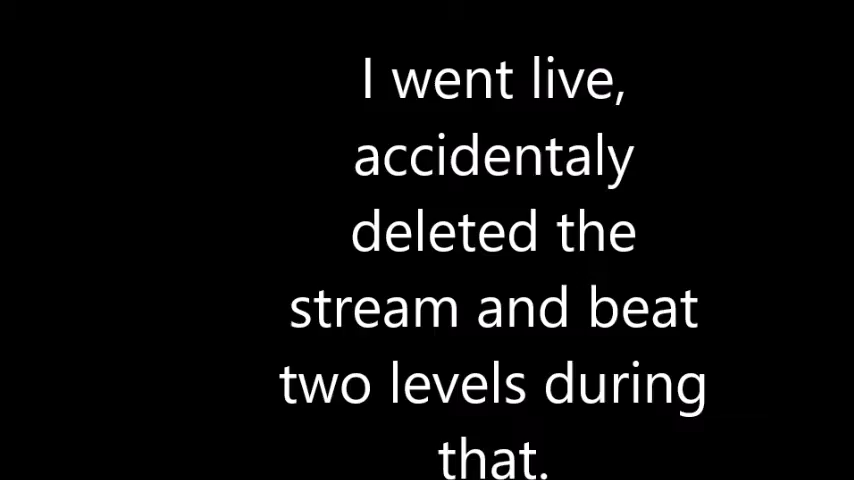 I went live,
accidentaly
deleted the
stream and beat
two levels during
that.